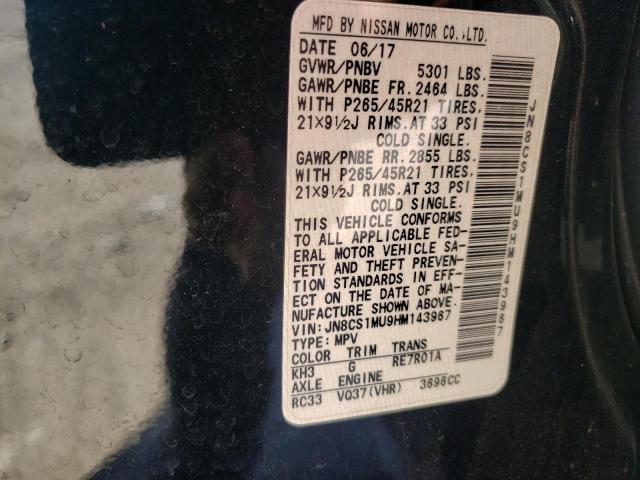 MFD BY NISSAN MOTOR CO.,LTD.
DATE 06/17
GVWR/PNBV 5301 LBS.
GAWR/PNBE FR. 2464 LBS.
WITH P265/45R21 TIRES,
21X9½J RIMS.AT 33 PSI
COLD SINGLE.
GAWR/PNBE RR. 2855 LBS.
WITH P265/45R21 TIRES,
21X9½J RIMS.AT 33 PSI
COLD SINGLE.
THIS VEHICLE CONFORMS
TO ALL APPLICABLE FED-
ERAL MOTOR VEHICLE SA-
FETY AND THEFT PREVEN-
TION STANDARDS IN EFF-
ECT ON THE DATE OF MA-
NUFACTURE SHOWN ABOVE.
VIN: JN8CS1MU9HM143967
TYPE: MPV
COLOR TRIM TRANS
KH3 G RE7R01A
AXLE ENGINE
RC33 VQ37(VHR) 3696CC
JN8CS1MU9HM143967